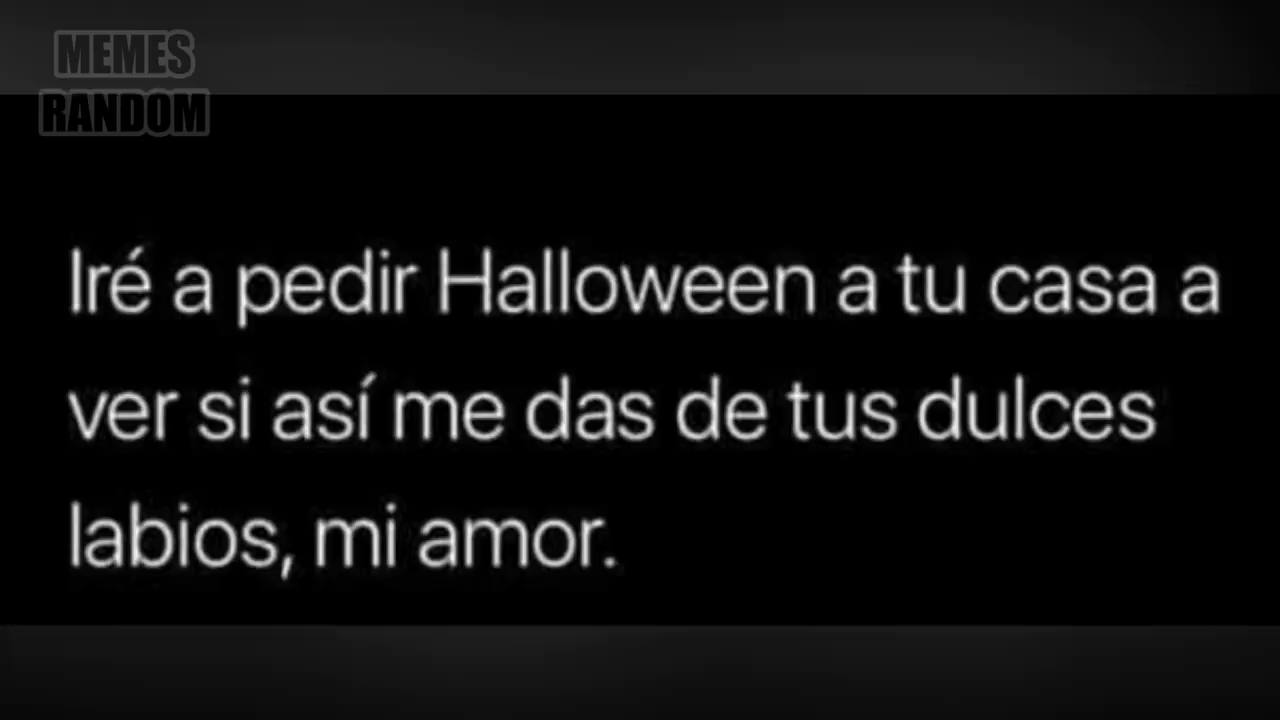 MEMES
RANDOM
Iré a pedir Halloween a tu casa a
ver si así me das de tus dulces
labios, mi amor.